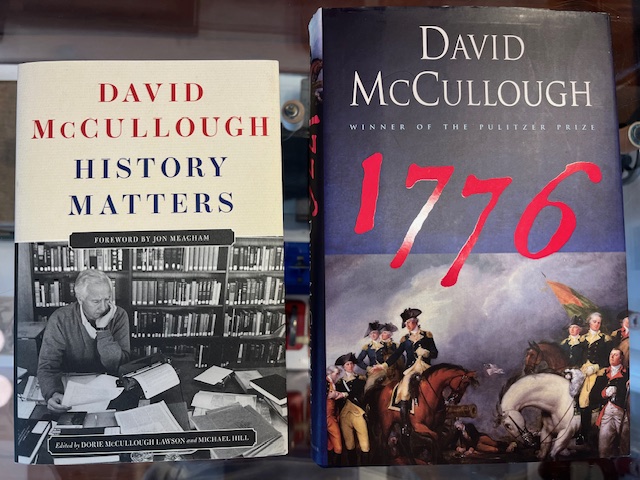 DAVID
McCULLOUGH
HISTORY
MATTERS
FOREWORD BY JON MEACHAM
Edited by DORIE McCULLOUGH LAWSON and MICHAEL HILL
DAVID
McCULLOUGH
WINNER OF THE PULITZER PRIZE
1776